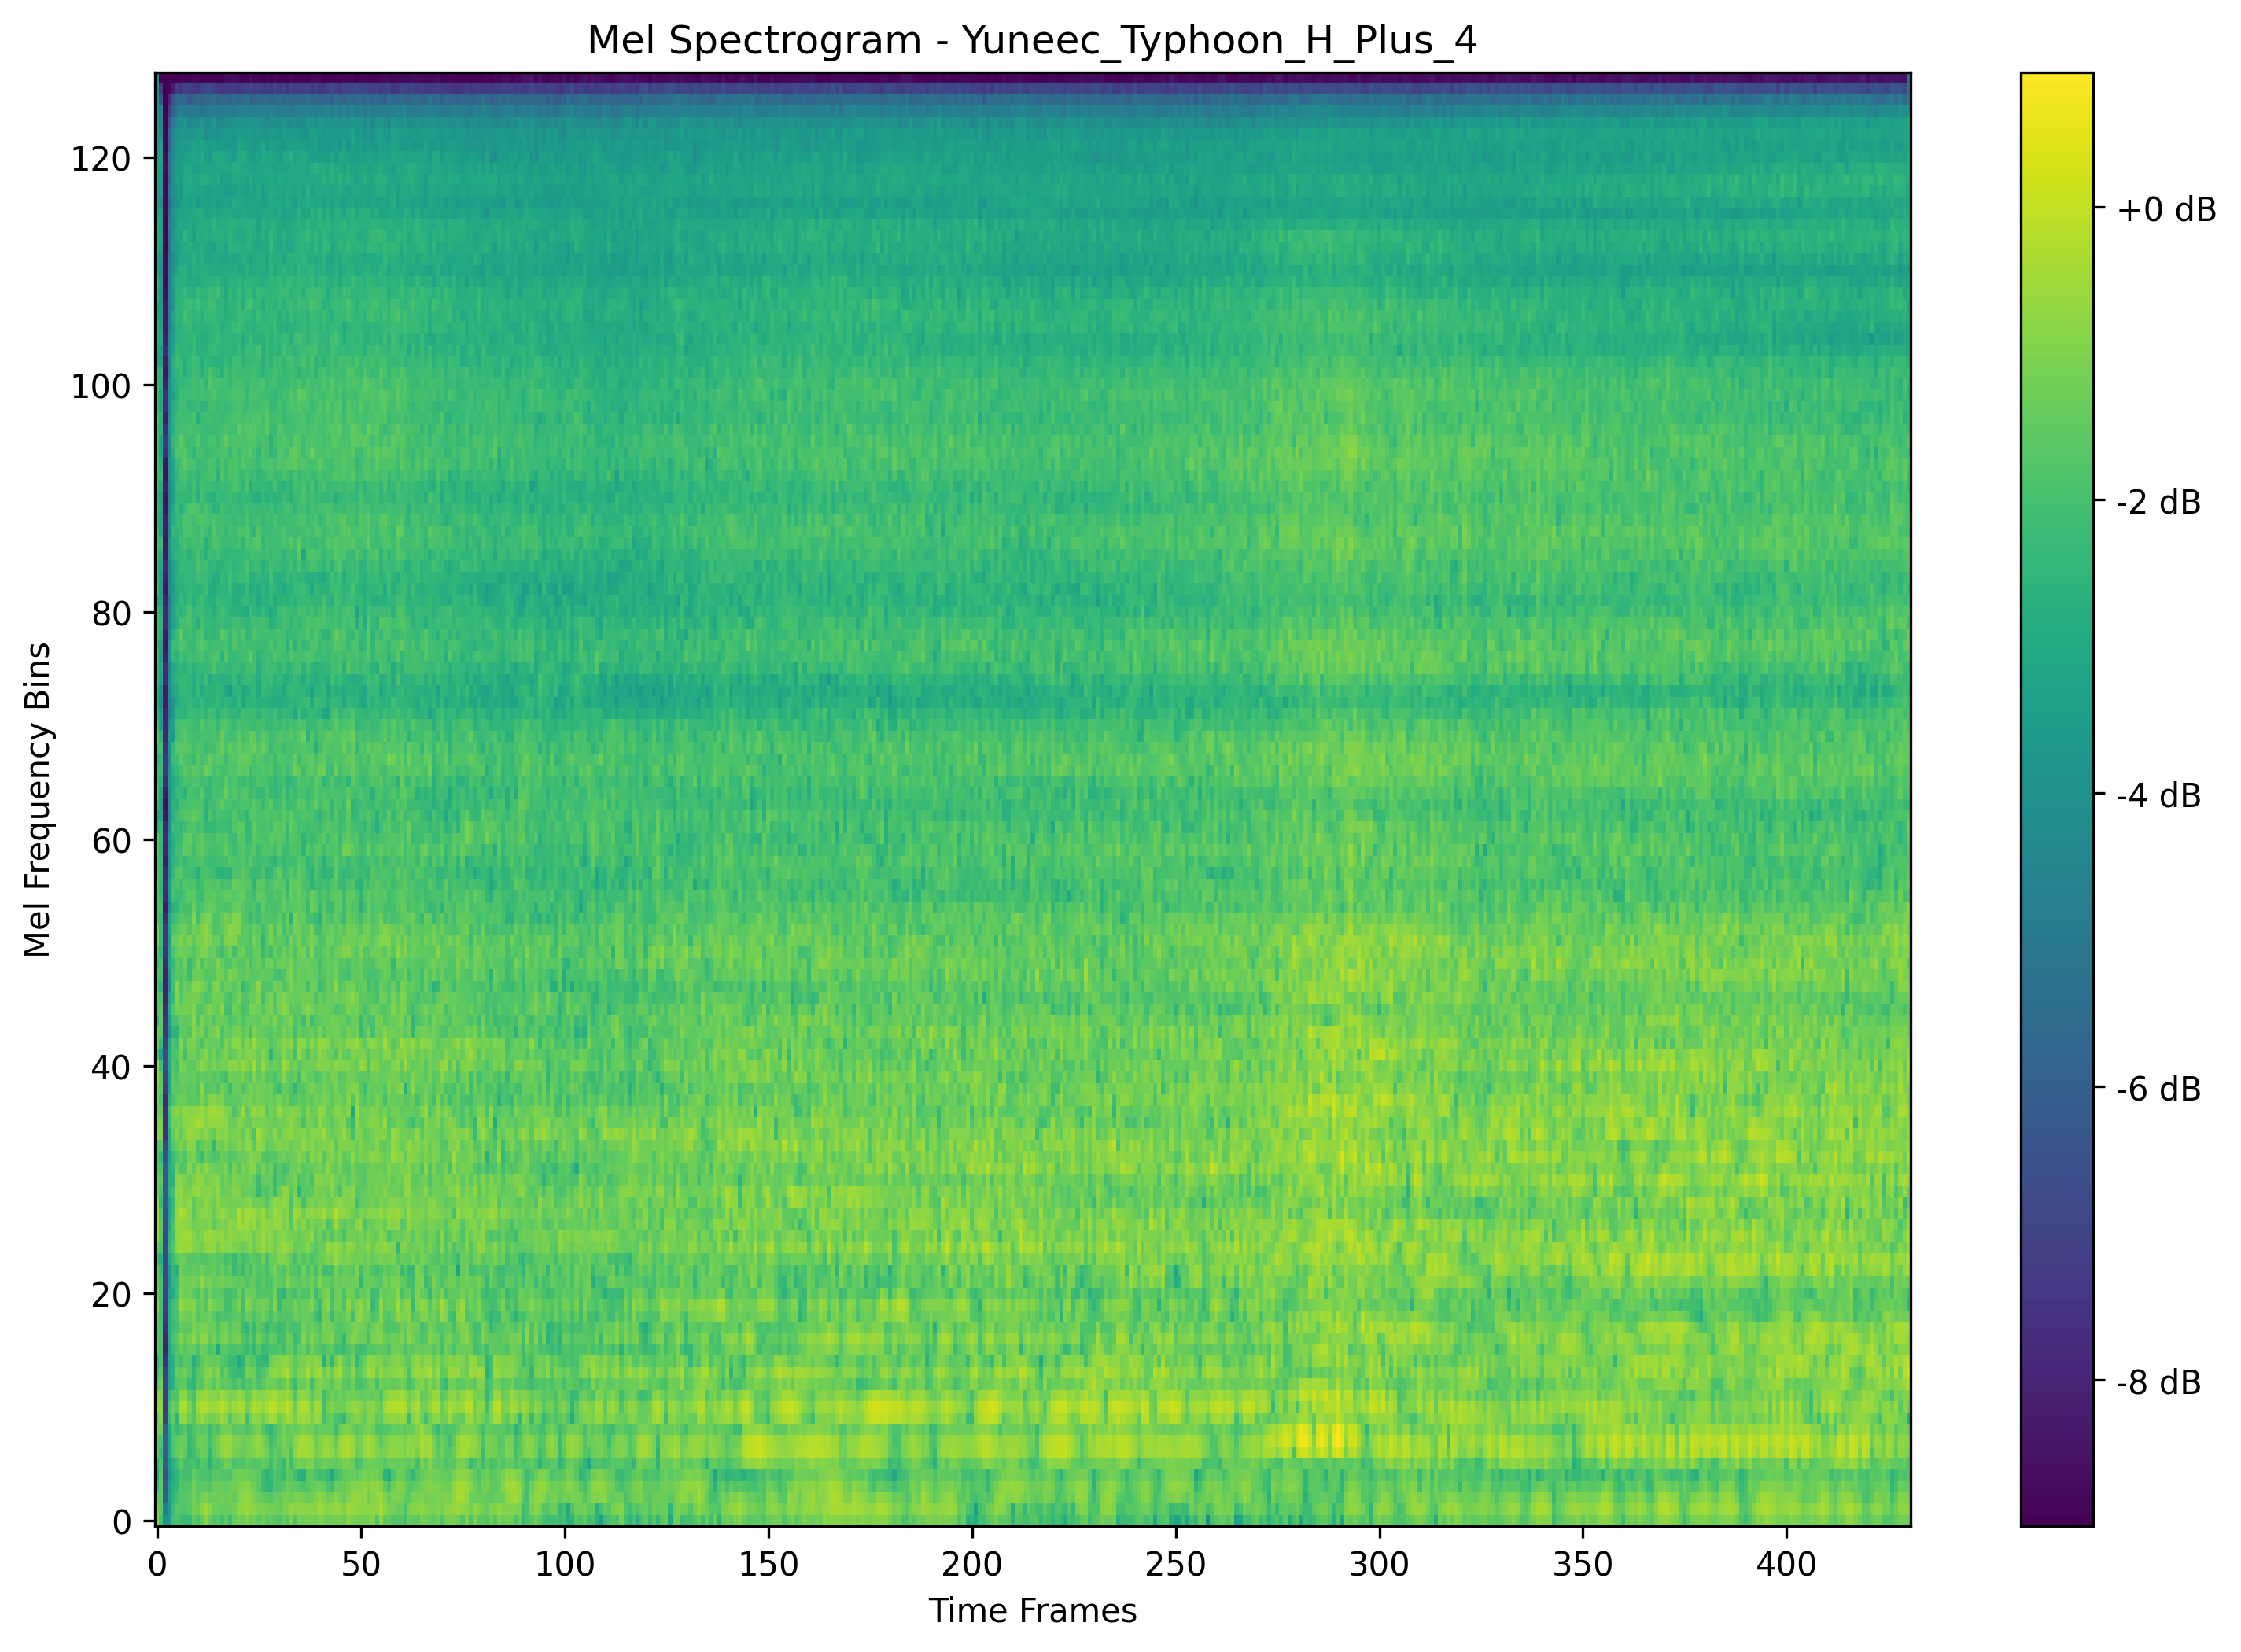 Mel Spectrogram - Yuneec_Typhoon_H_Plus_4
Mel Frequency Bins
120
100
80
60
40
20
0
0 50 100 150 200 250 300 350 400
Time Frames
+0 dB
-2 dB
-4 dB
-6 dB
-8 dB